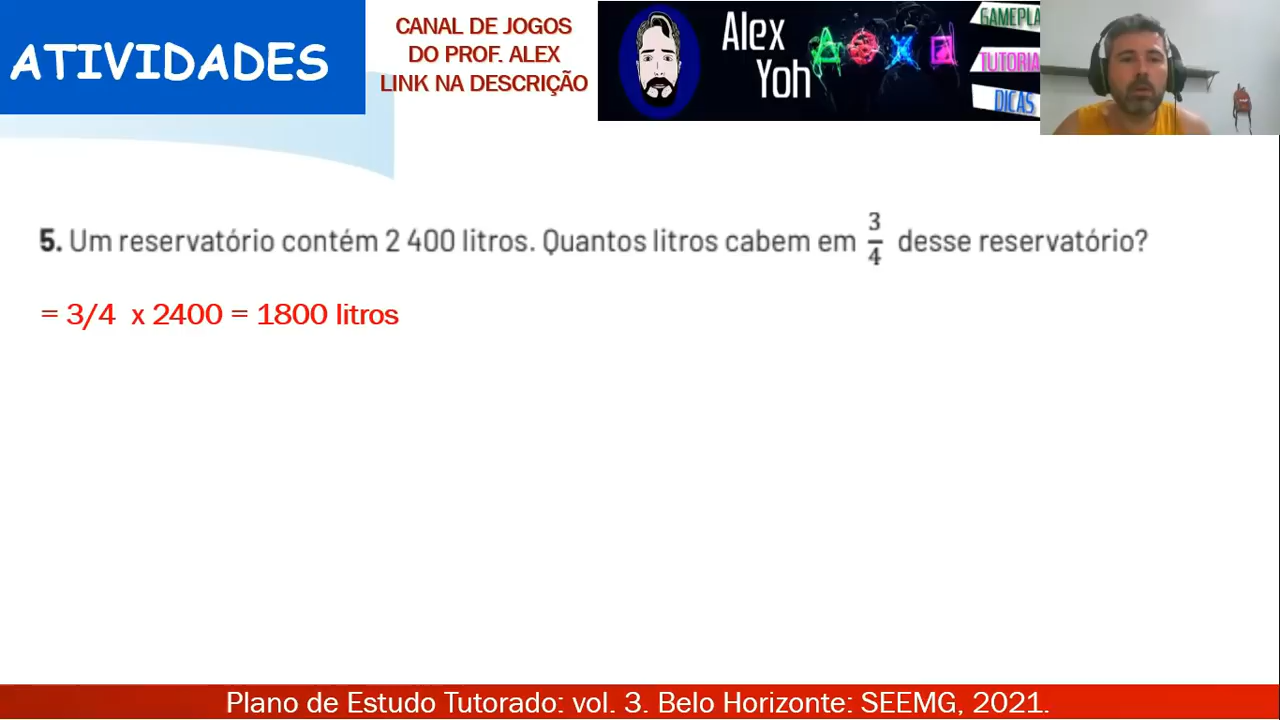 ATIVIDADES
CANAL DE JOGOS
DO PROF. ALEX
LINK NA DESCRIÇÃO
Alex
Yoh
GAMEPLA
TUTORIA
DICAS
5. Um reservatório contém 2 400 litros. Quantos litros cabem em 3/4 desse reservatório?
= 3/4 x 2400 = 1800 litros
Plano de Estudo Tutorado: vol. 3. Belo Horizonte: SEEMG, 2021.